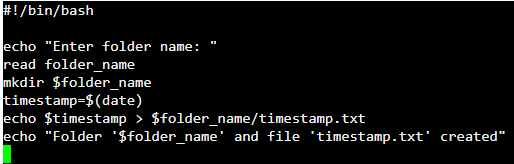 #!/bin/bash
echo "Enter folder name: "
read folder_name
mkdir $folder_name
timestamp=$(date)
echo $timestamp > $folder_name/timestamp.txt
echo "Folder '$folder_name' and file 'timestamp.txt' created"